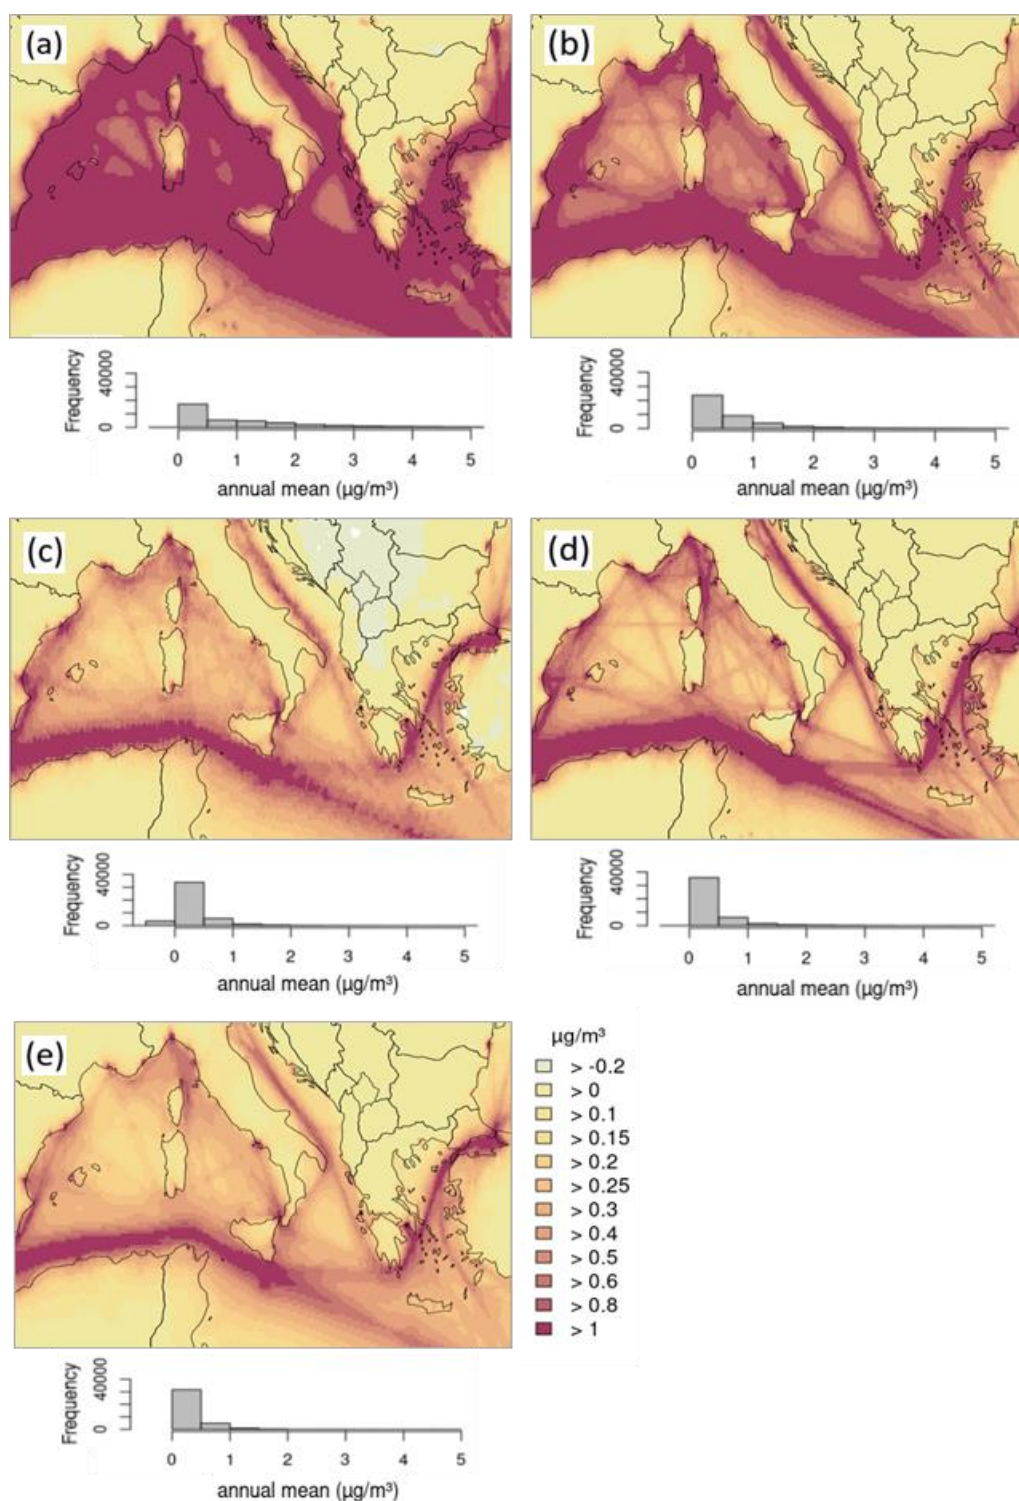 (a)
(b)
Frequency
0 40000
0 1 2 3 4 5
annual mean (µg/m³)
Frequency
0 40000
0 1 2 3 4 5
annual mean (µg/m³)
(c)
(d)
Frequency
0 40000
0 1 2 3 4 5
annual mean (µg/m³)
Frequency
0 40000
0 1 2 3 4 5
annual mean (µg/m³)
(e)
µg/m³
> -0.2
> 0
> 0.1
> 0.15
> 0.2
> 0.25
> 0.3
> 0.4
> 0.5
> 0.6
> 0.8
> 1
Frequency
0 40000
0 1 2 3 4 5
annual mean (µg/m³)